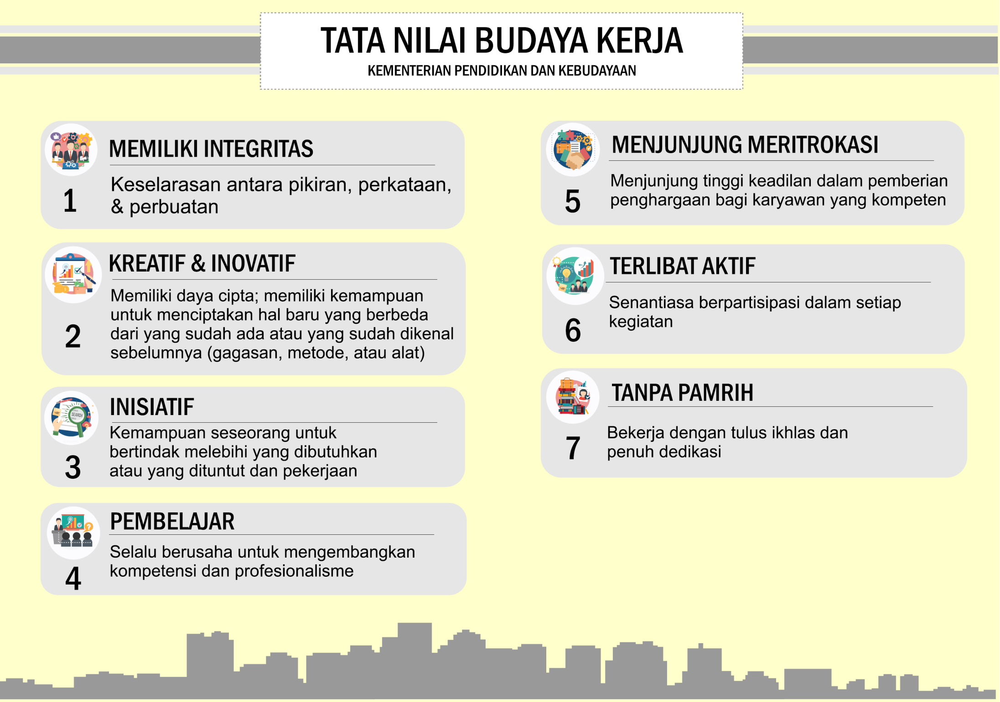 TATA NILAI BUDAYA KERJA
KEMENTERIAN PENDIDIKAN DAN KEBUDAYAAN
MEMILIKI INTEGRITAS
1
Keselarasan antara pikiran, perkataan,
& perbuatan
KREATIF & INOVATIF
2
Memiliki daya cipta; memiliki kemampuan
untuk menciptakan hal baru yang berbeda
dari yang sudah ada atau yang sudah dikenal
sebelumnya (gagasan, metode, atau alat)
SEARCH
INISIATIF
3
Kemampuan seseorang untuk
bertindak melebihi yang dibutuhkan
atau yang dituntut dan pekerjaan
PEMBELAJAR
4
Selalu berusaha untuk mengembangkan
kompetensi dan profesionalisme
MENJUNJUNG MERITROKASI
5
Menjunjung tinggi keadilan dalam pemberian
penghargaan bagi karyawan yang kompeten
TERLIBAT AKTIF
6
Senantiasa berpartisipasi dalam setiap
kegiatan
TANPA PAMRIH
7
Bekerja dengan tulus ikhlas dan
penuh dedikasi